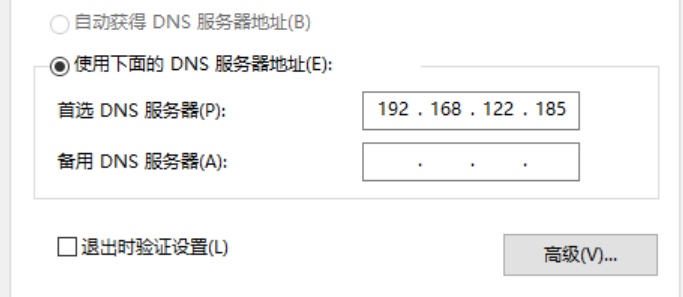 自动获得 DNS 服务器地址(B)
使用下面的 DNS 服务器地址(E):
首选 DNS 服务器(P): 192 . 168 . 122 . 185
备用 DNS 服务器(A): . . .
退出时验证设置(L) 高级(V)...